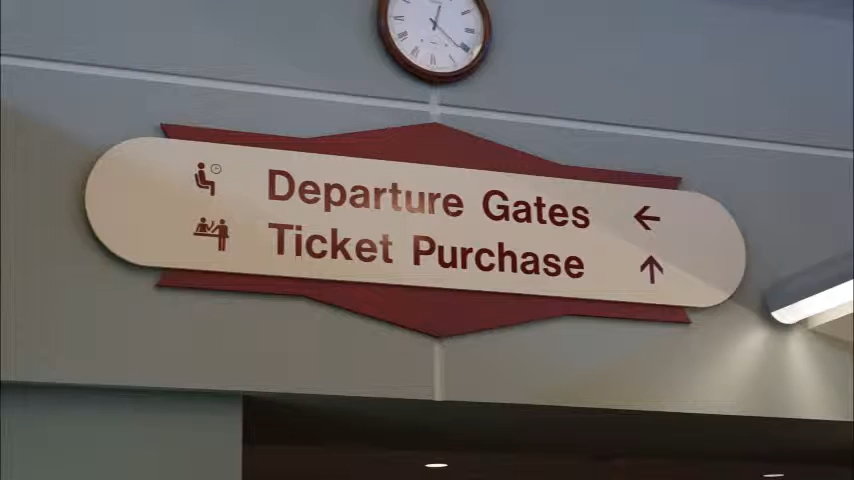 Departure Gates ←
Ticket Purchase ↑